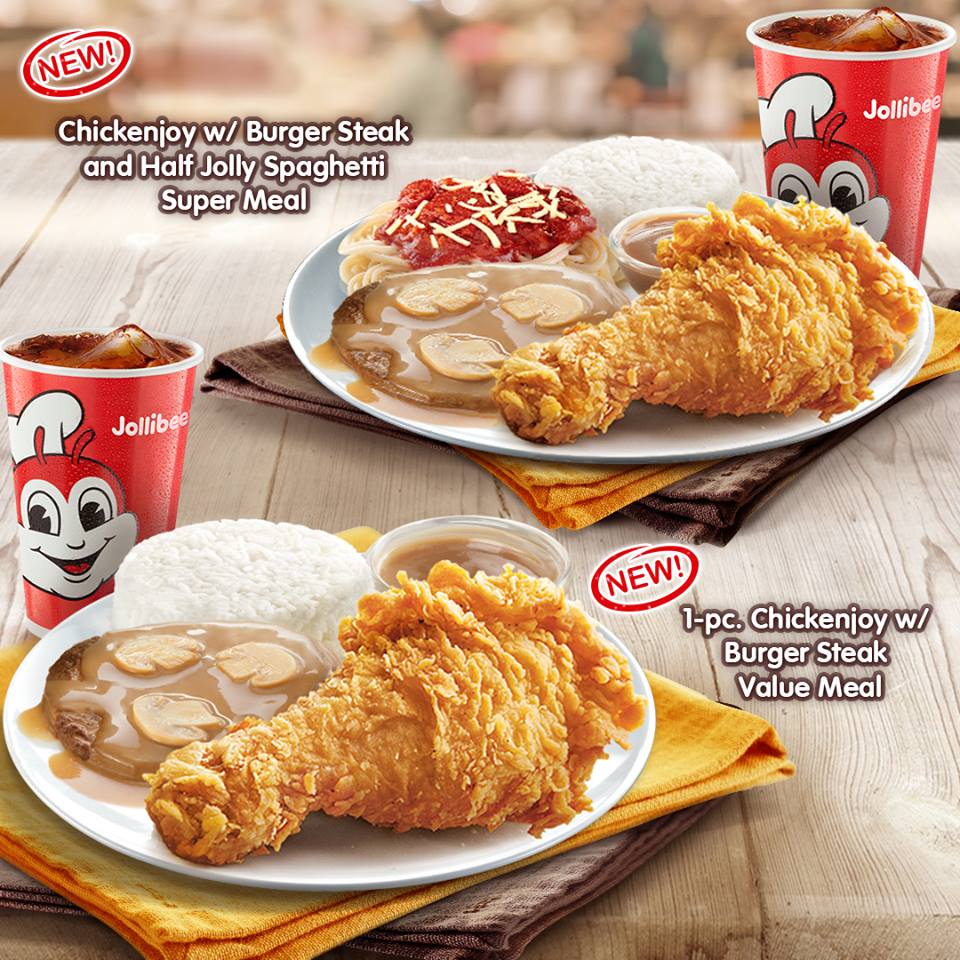 NEW!
Chickenjoy w/ Burger Steak
and Half Jolly Spaghetti
Super Meal
Jollibee
Jollibee
NEW!
1-pc. Chickenjoy w/
Burger Steak
Value Meal